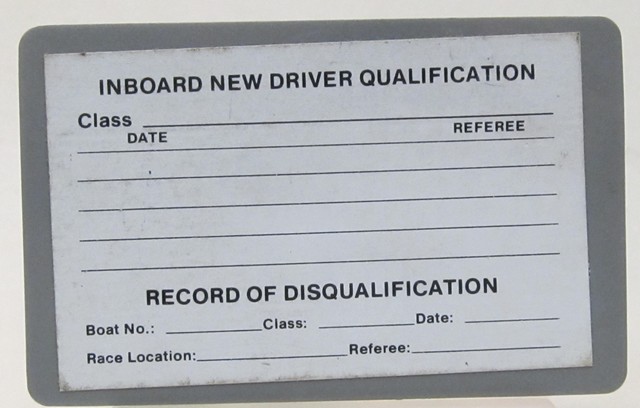 INBOARD NEW DRIVER QUALIFICATION
Class
DATE REFEREE
RECORD OF DISQUALIFICATION
Boat No.: Class: Date:
Race Location: Referee: